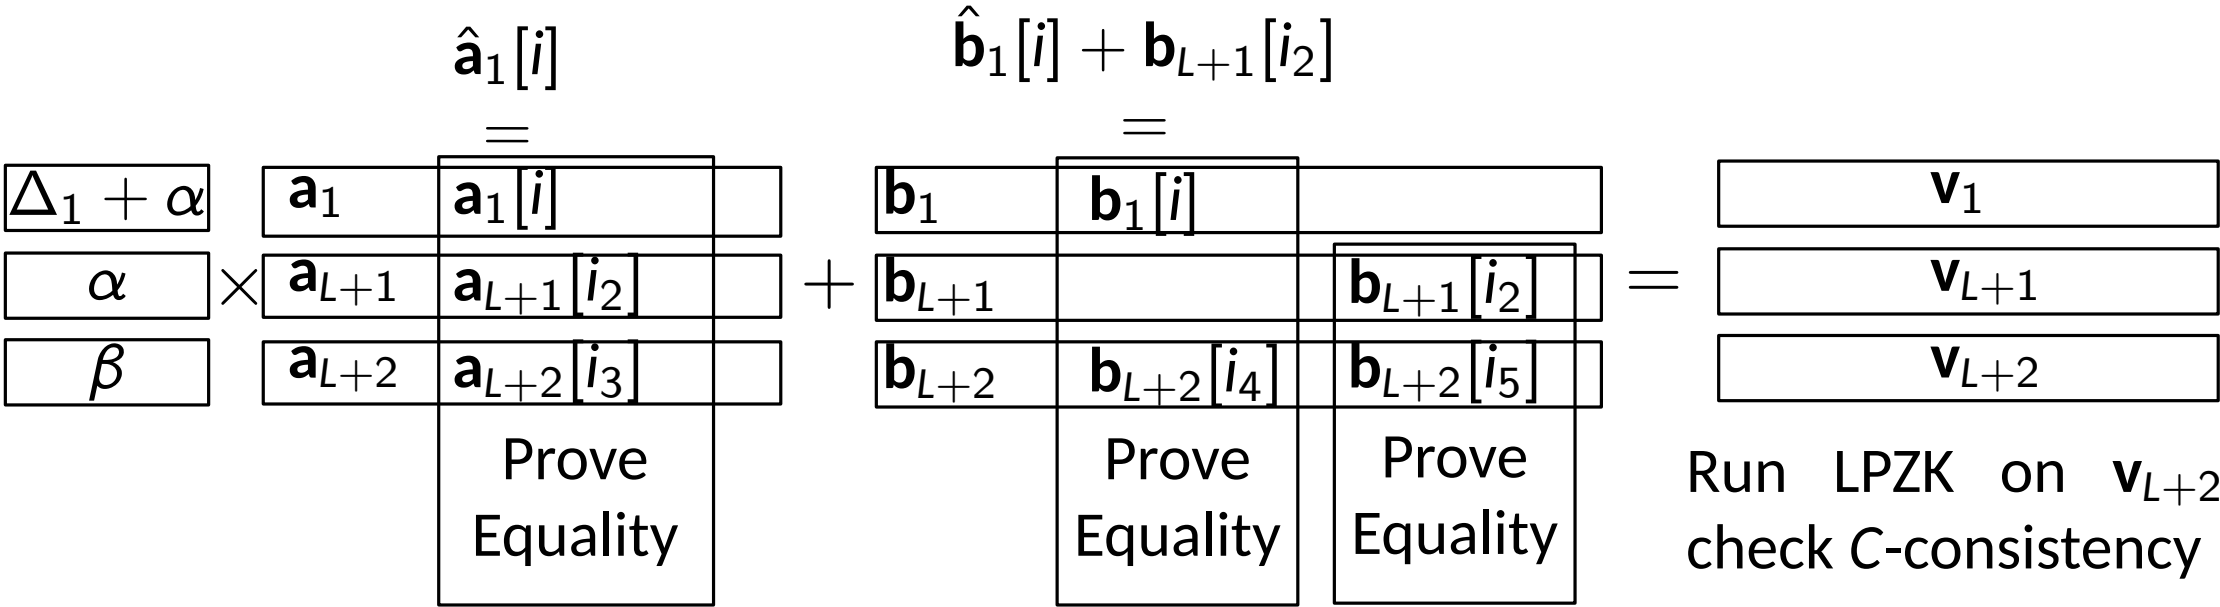 â₁[i] b̂₁[i] + b_{L+1}[i₂]
= =
Δ₁ + α a₁ a₁[i] b₁ b₁[i] v₁
α × a_{L+1} a_{L+1}[i₂] + b_{L+1} b_{L+1}[i₂] = v_{L+1}
β a_{L+2} a_{L+2}[i₃] b_{L+2} b_{L+2}[i₄] b_{L+2}[i₅] v_{L+2}
Prove
Equality
Prove
Equality
Prove
Equality
Run LPZK on v_{L+2}
check C-consistency